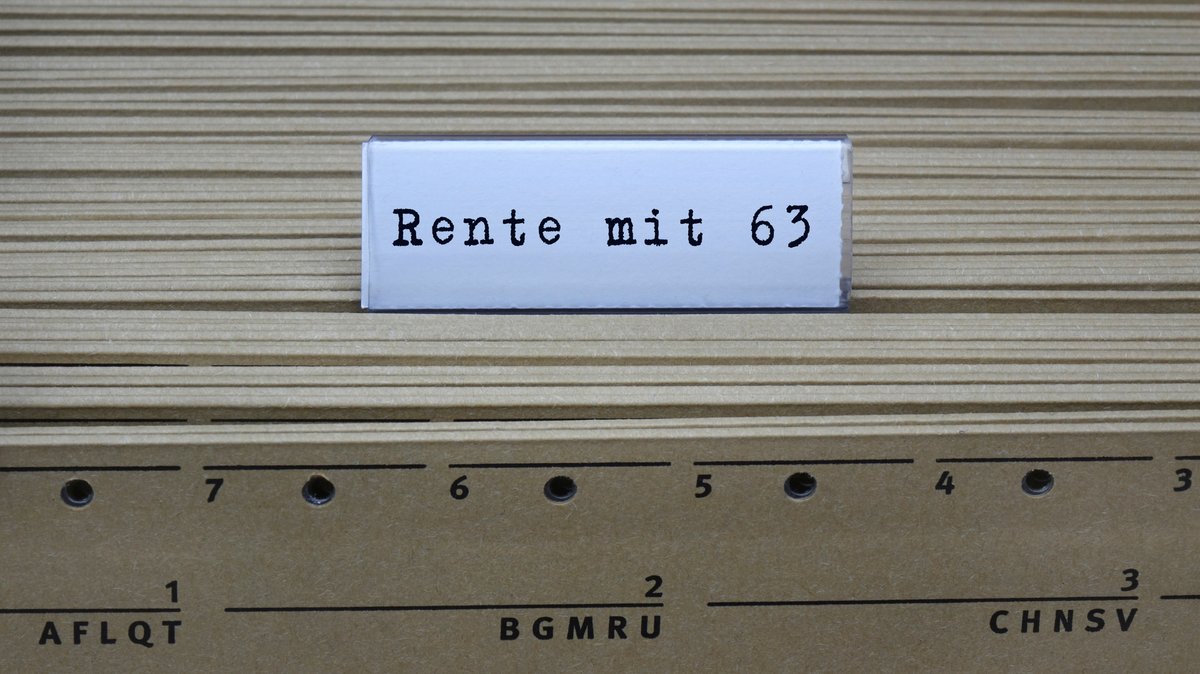 Rente mit 63
7 6 5 4 3
1 2 3
AFLQT BGMRU CHNSV